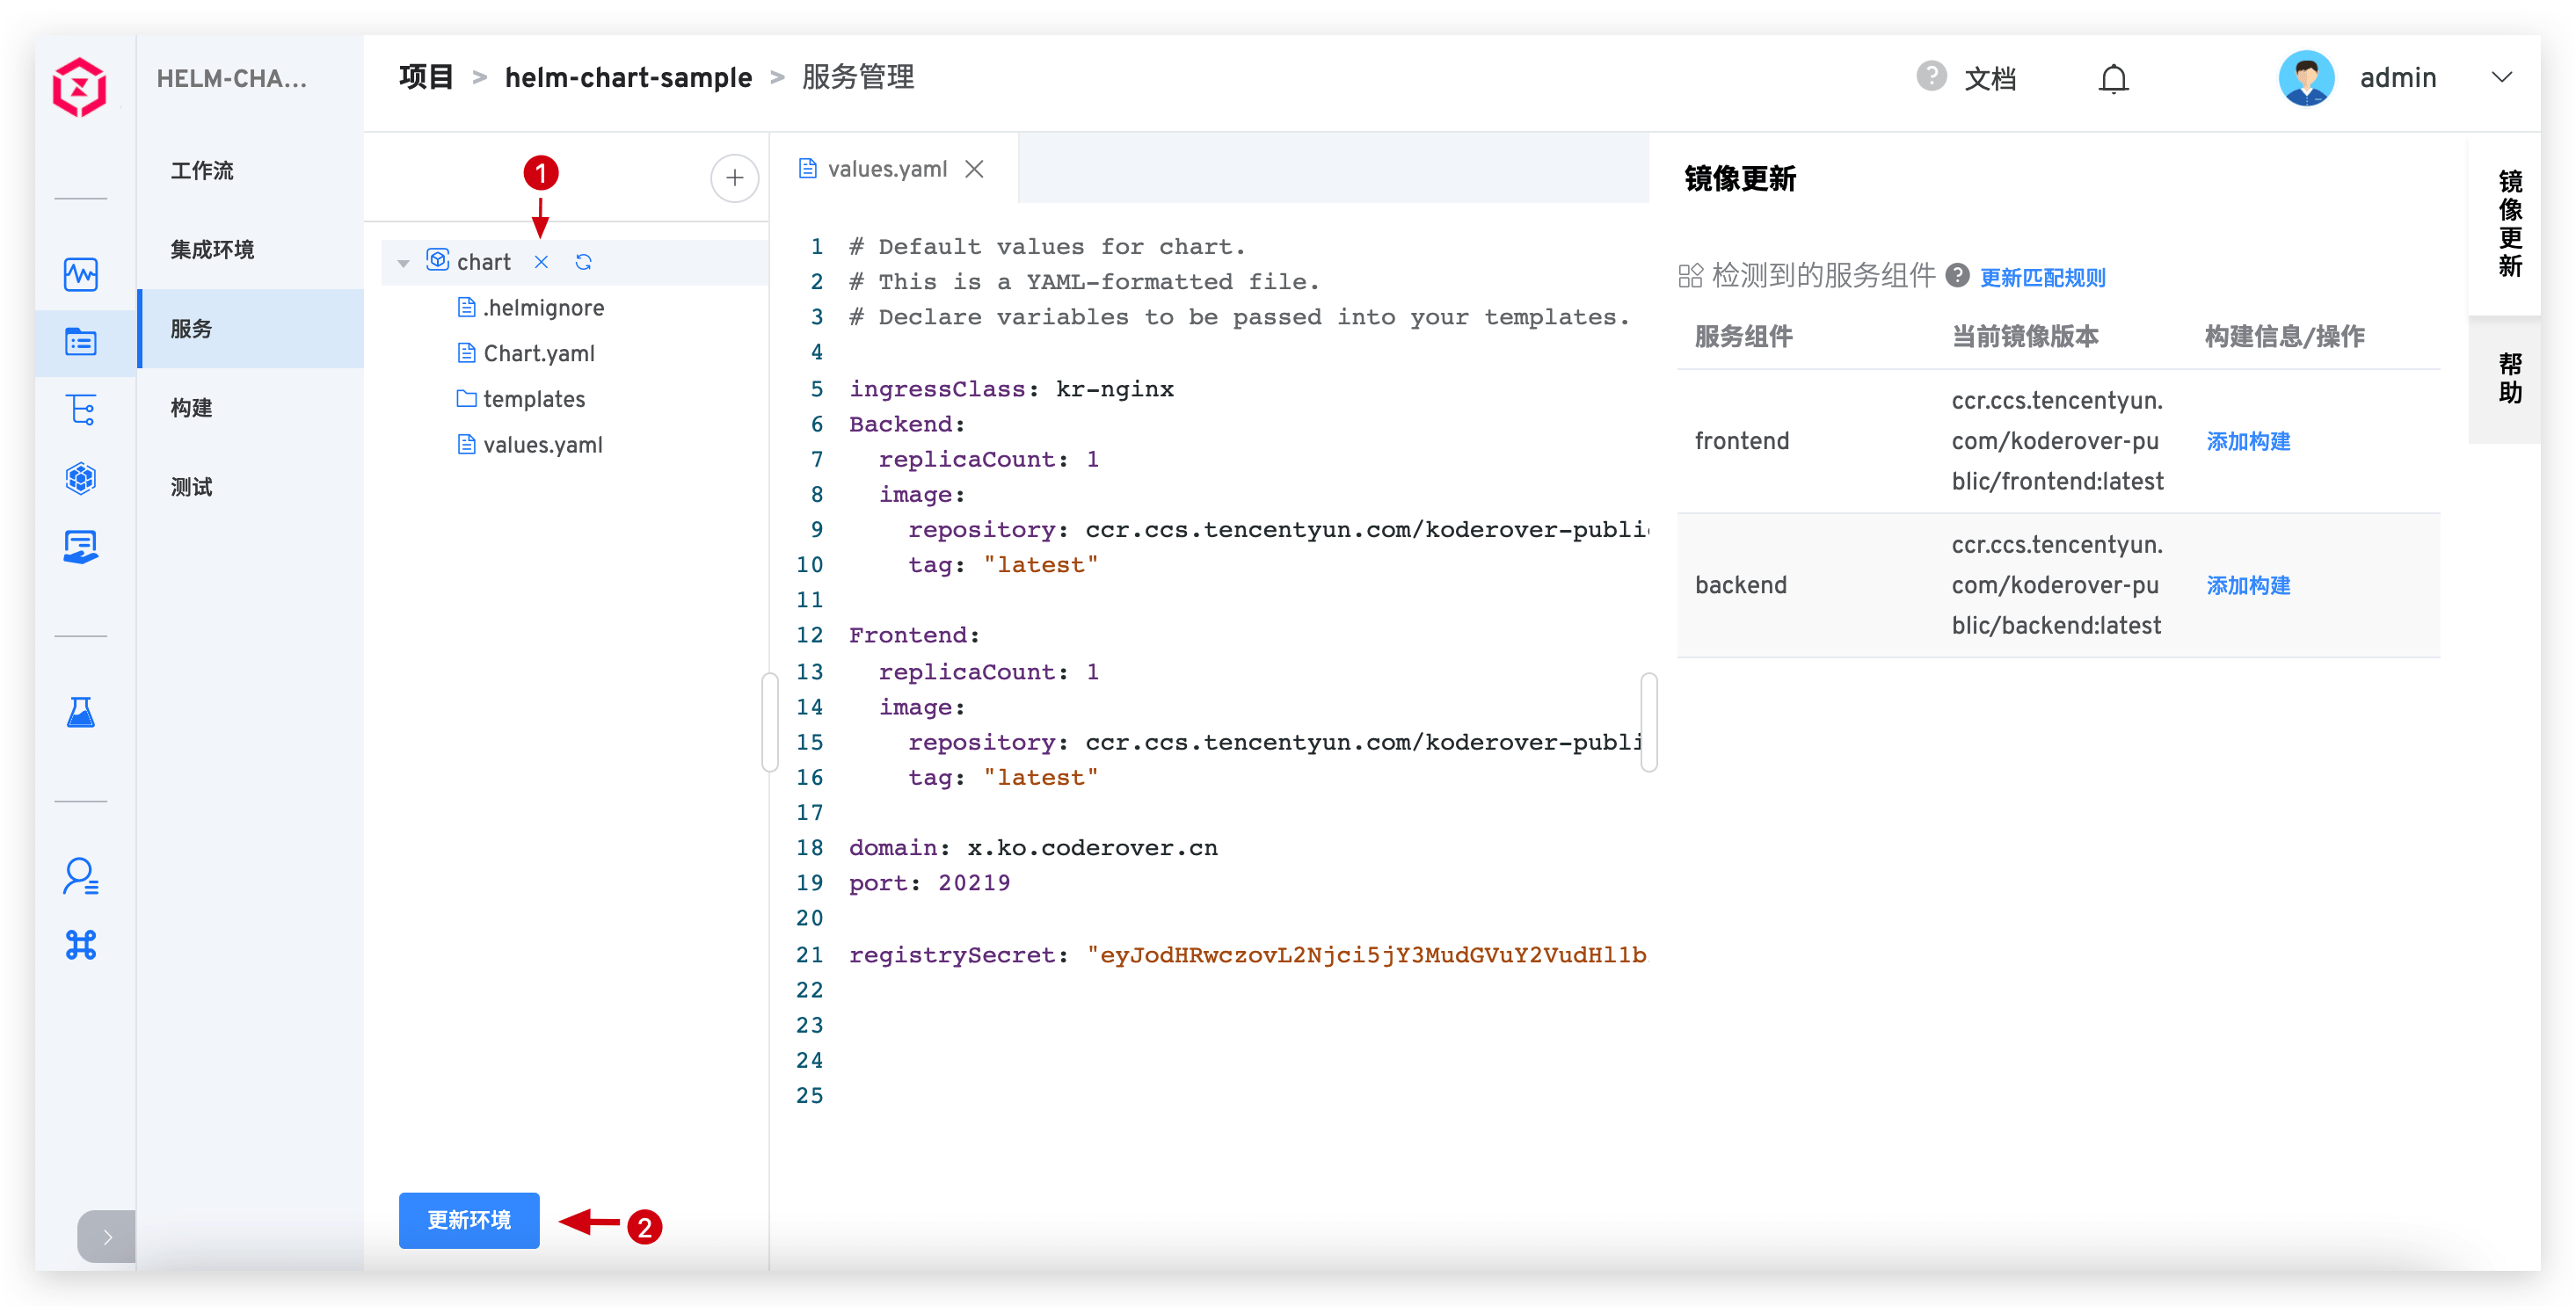 HELM-CHA...
项目 > helm-chart-sample > 服务管理
? 文档
admin
工作流
集成环境
服务
构建
测试
1
chart
.helmignore
Chart.yaml
templates
values.yaml
更新环境
2
values.yaml
1 # Default values for chart.
2 # This is a YAML-formatted file.
3 # Declare variables to be passed into your templates.
4
5 ingressClass: kr-nginx
6 Backend:
7 replicaCount: 1
8 image:
9 repository: ccr.ccs.tencentyun.com/koderover-publi
10 tag: "latest"
11
12 Frontend:
13 replicaCount: 1
14 image:
15 repository: ccr.ccs.tencentyun.com/koderover-publi
16 tag: "latest"
17
18 domain: x.ko.coderover.cn
19 port: 20219
20
21 registrySecret: "eyJodHRwczovL2Njci5jY3MudGVuY2VudHl1b
22
23
24
25
镜像更新
检测到的服务组件 ? 更新匹配规则
服务组件 当前镜像版本 构建信息/操作
frontend
ccr.ccs.tencentyun.
com/koderover-pu
blic/frontend:latest
添加构建
backend
ccr.ccs.tencentyun.
com/koderover-pu
blic/backend:latest
添加构建
镜像更新
帮助